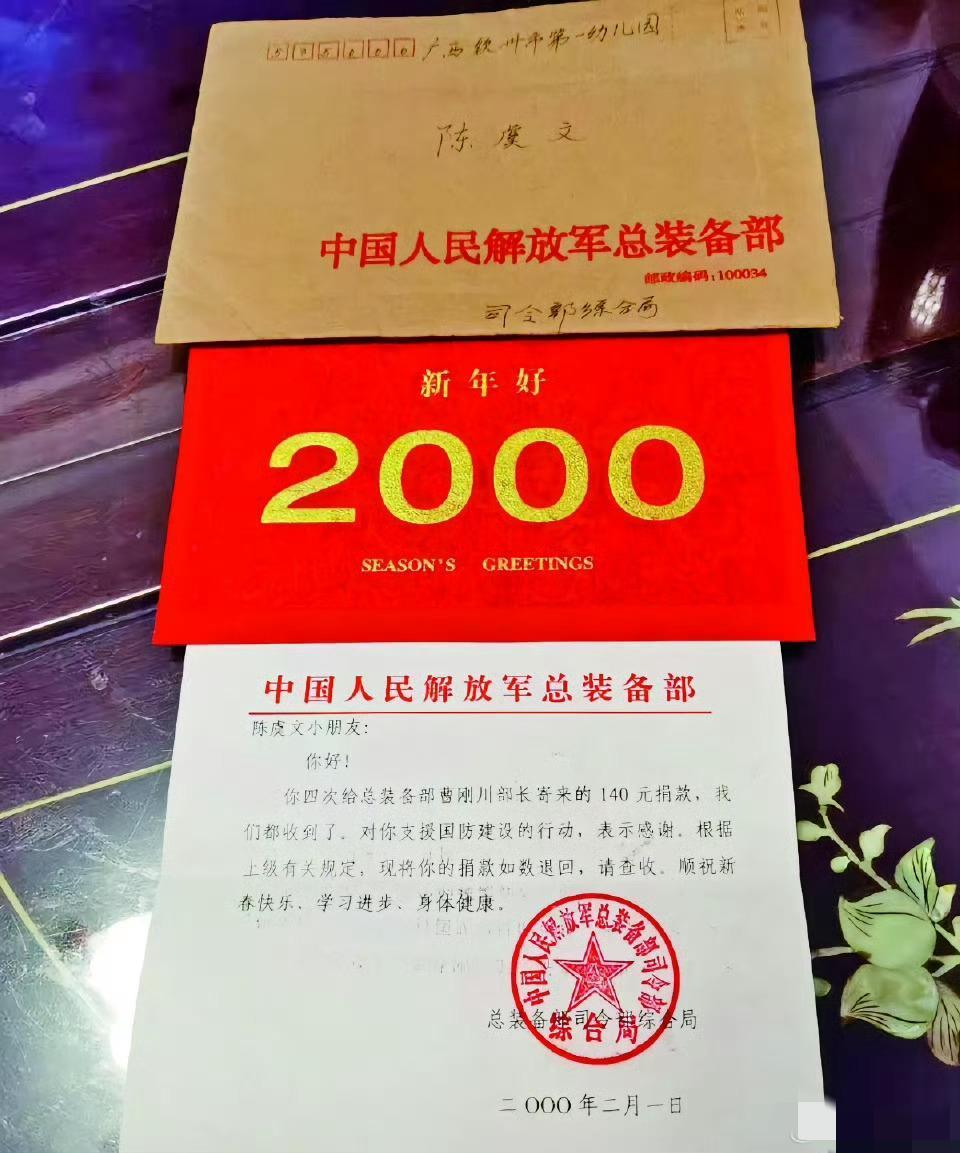 535000 广西钦州市第一幼儿园
陈虞文
中国人民解放军总装备部
邮政编码:100034
司令部综合局
新年好
2000
SEASON'S GREETINGS
中国人民解放军总装备部
陈虞文小朋友:
你好!
你四次给总装备部曹刚川部长寄来的140元捐款,我
们都收到了。对你支援国防建设的行动,表示感谢。根据
上级有关规定,现将你的捐款如数退回,请查收。顺祝新
春快乐、学习进步、身体健康。
中国人民解放军总装备部司令部
总装备部司令部综合局
综合局
二000年二月一日